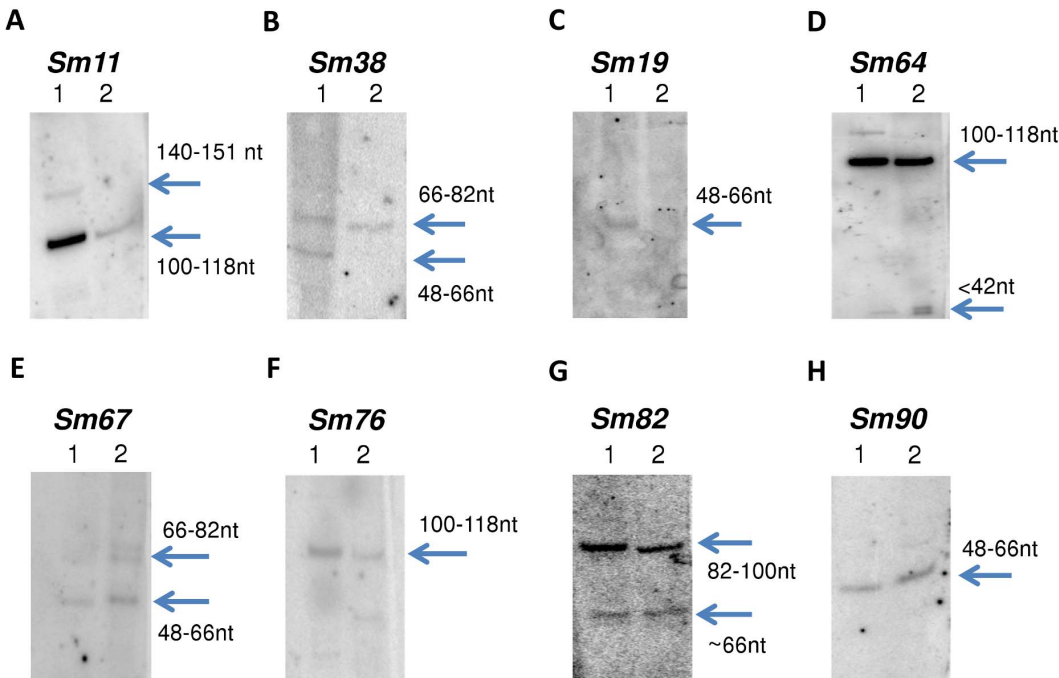 A
Sm11
1 2
140-151 nt
100-118nt
B
Sm38
1 2
66-82nt
48-66nt
C
Sm19
1 2
48-66nt
D
Sm64
1 2
100-118nt
<42nt
E
Sm67
1 2
66-82nt
48-66nt
F
Sm76
1 2
100-118nt
G
Sm82
1 2
82-100nt
~66nt
H
Sm90
1 2
48-66nt